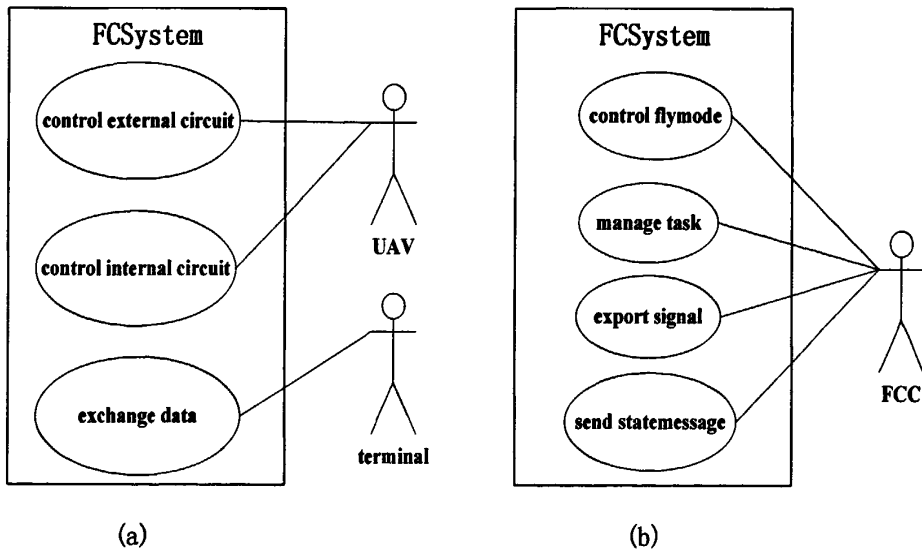 FCSystem
control external circuit
control internal circuit
exchange data
UAV
terminal
(a)
FCSystem
control flymode
manage task
export signal
send statemessage
FCC
(b)